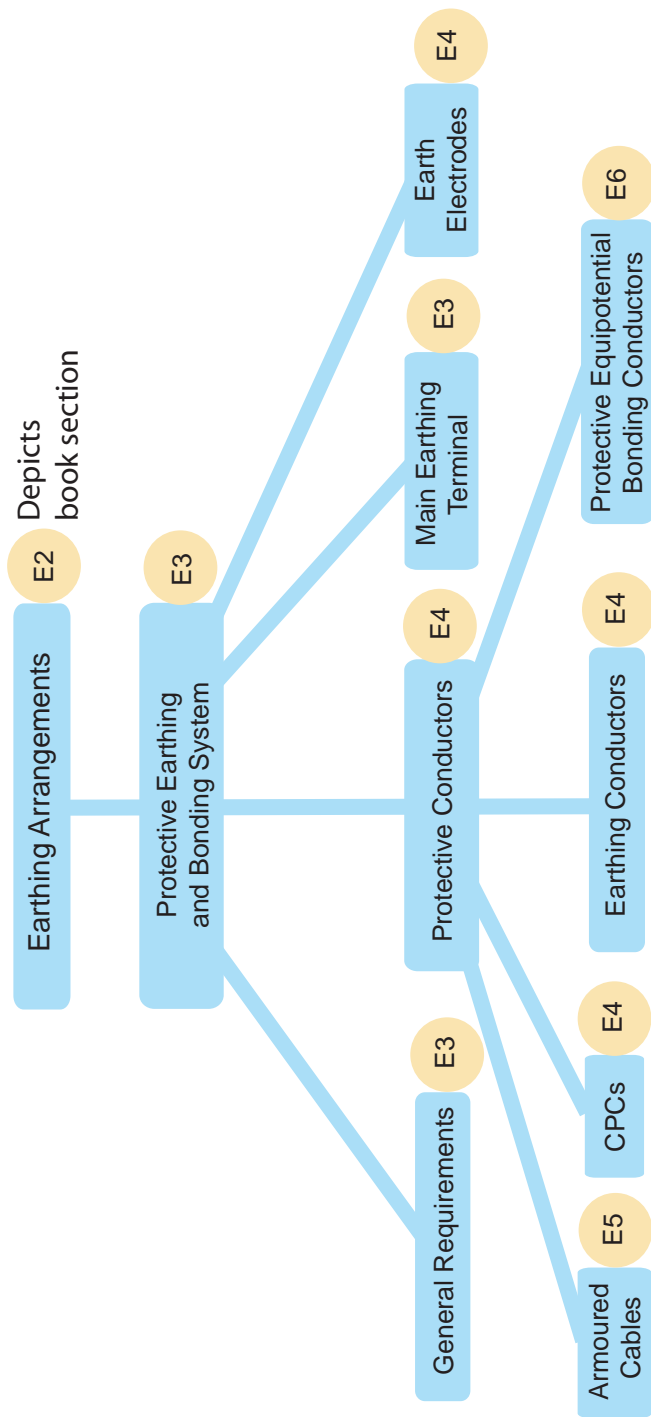 Earthing Arrangements
E2
Depicts
book section
Protective Earthing
and Bonding System
E3
General Requirements
E3
Protective Conductors
E4
Main Earthing
Terminal
E3
Earth
Electrodes
E4
Armoured
Cables
E5
CPCs
E4
Earthing Conductors
E4
Protective Equipotential
Bonding Conductors
E6